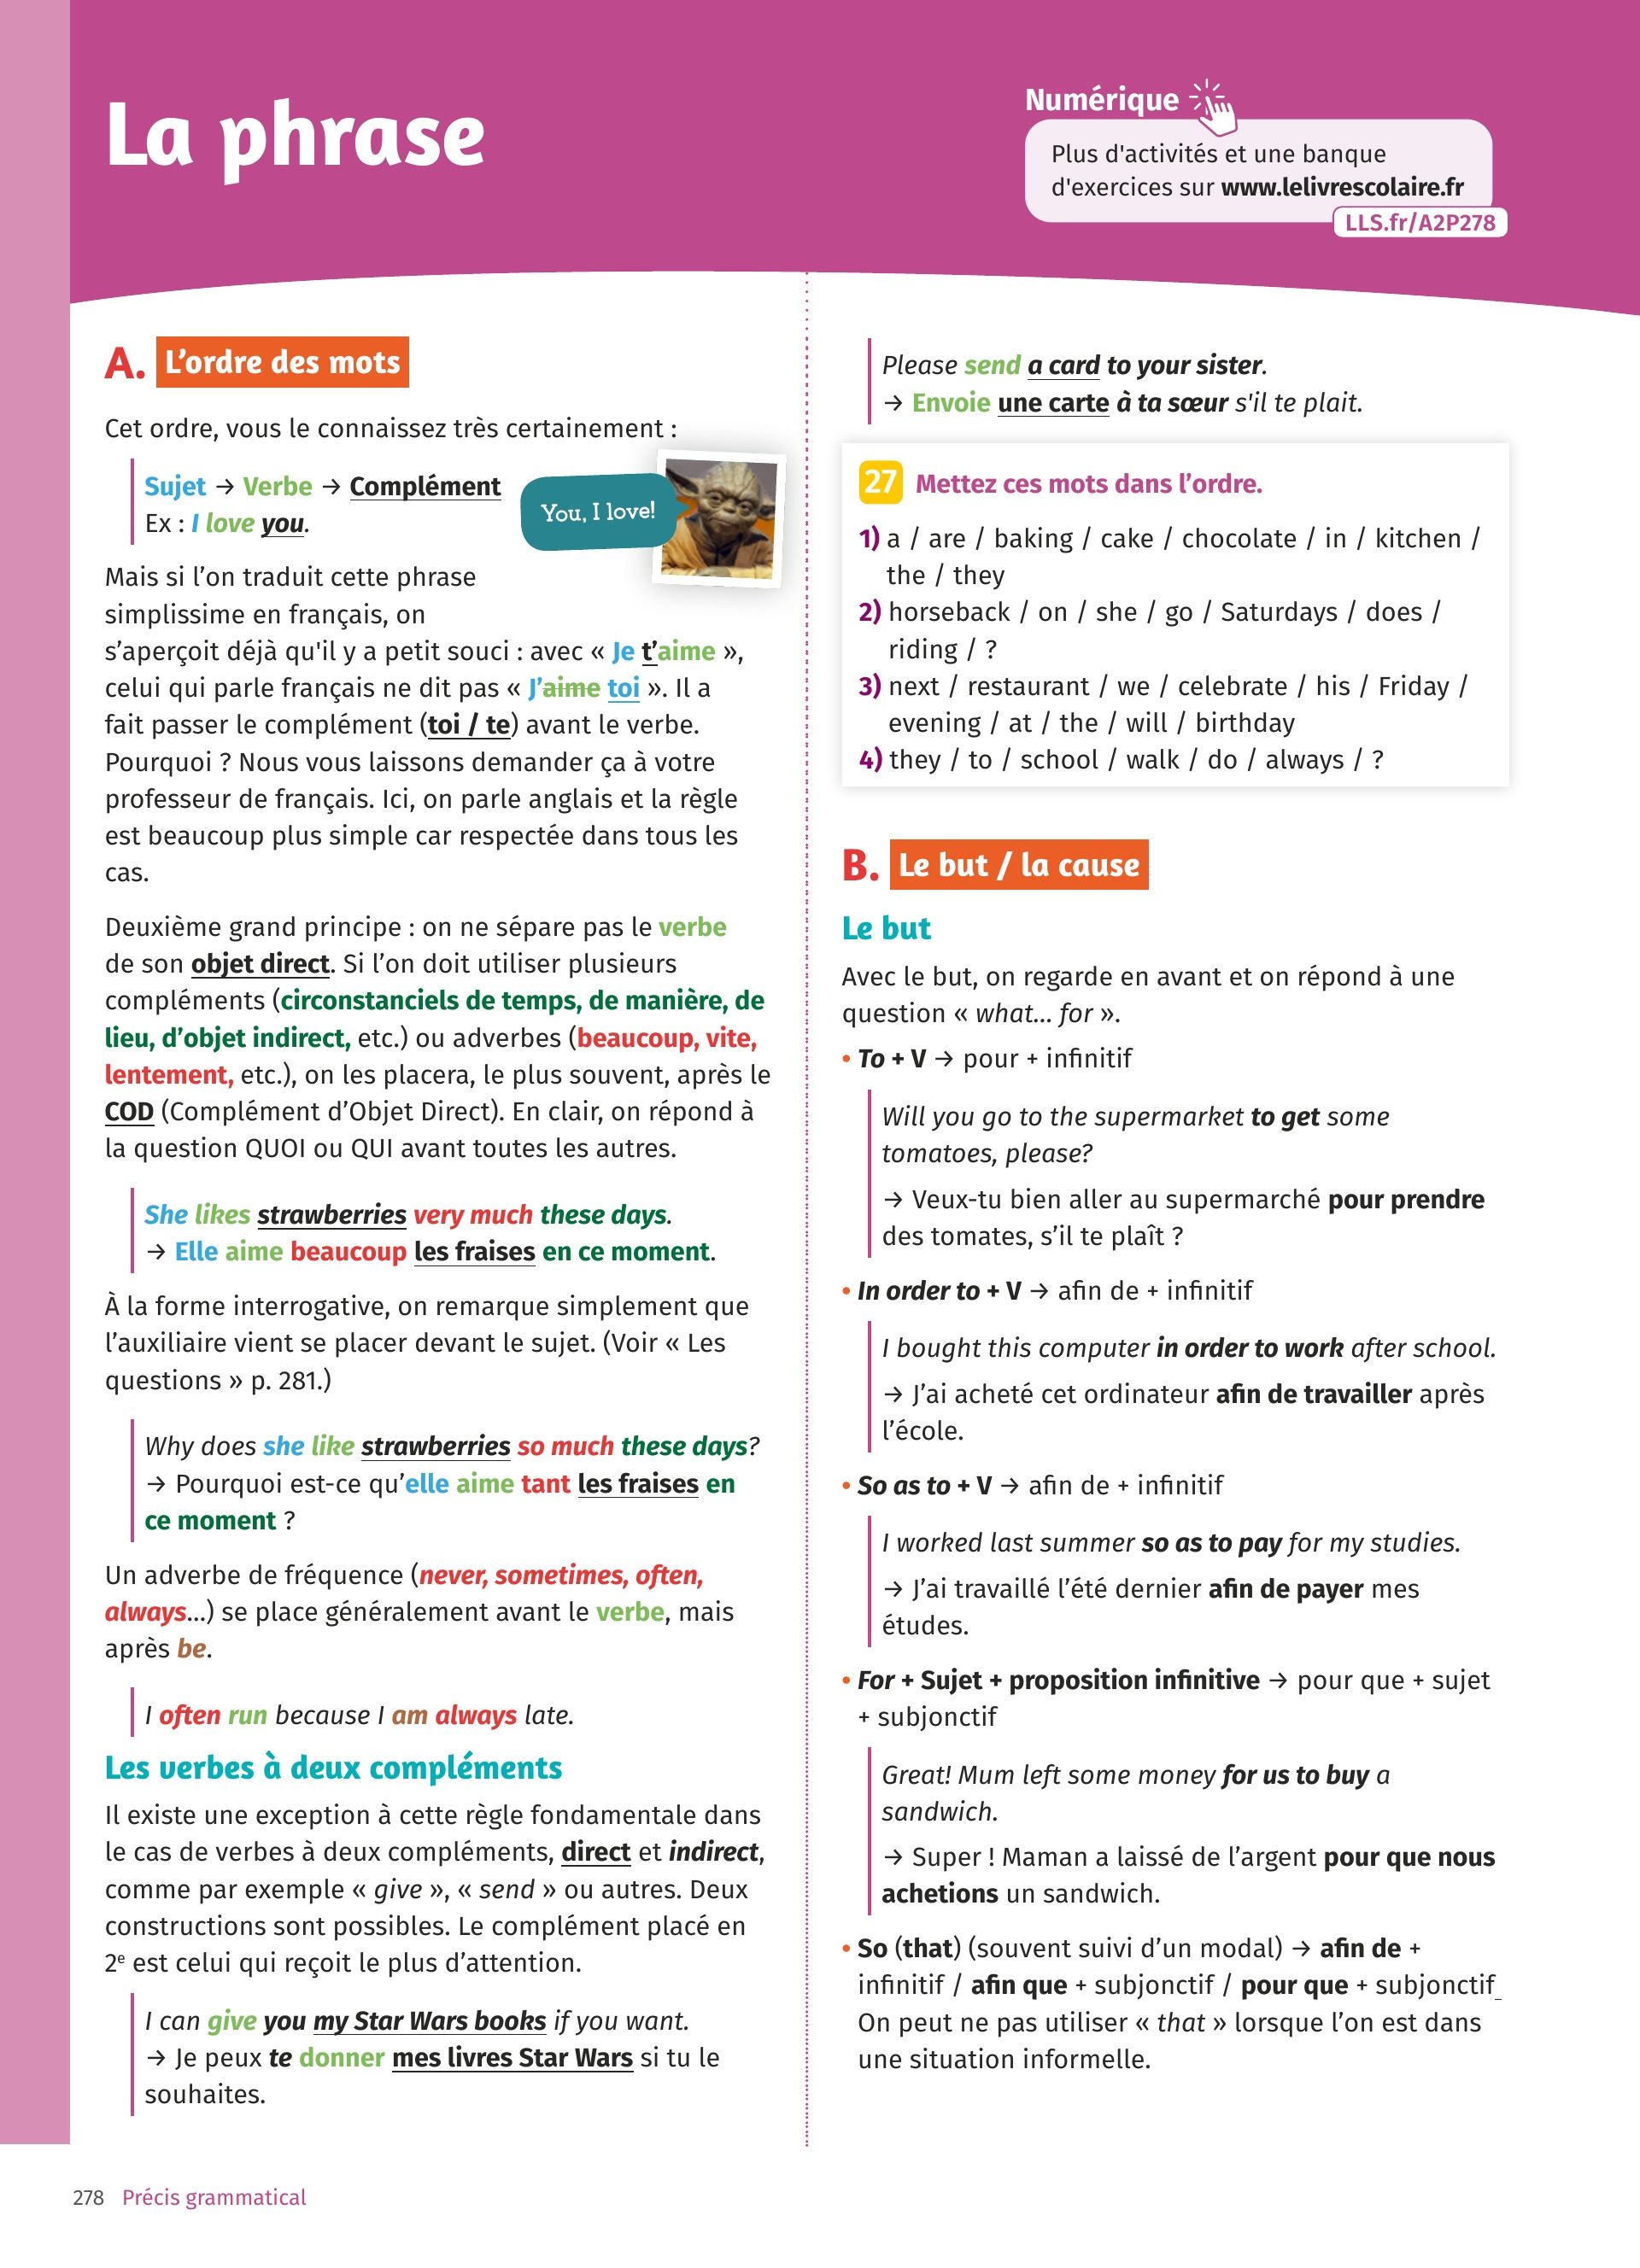 La phrase
Numérique
Plus d'activités et une banque
d'exercices sur www.lelivrescolaire.fr
LLS.fr/A2P278
A. L’ordre des mots
Cet ordre, vous le connaissez très certainement :
Sujet → Verbe → Complément
Ex : I love you.
You, I love!
Mais si l’on traduit cette phrase
simplissime en français, on
s’aperçoit déjà qu'il y a petit souci : avec « Je t’aime »,
celui qui parle français ne dit pas « J’aime toi ». Il a
fait passer le complément (toi / te) avant le verbe.
Pourquoi ? Nous vous laissons demander ça à votre
professeur de français. Ici, on parle anglais et la règle
est beaucoup plus simple car respectée dans tous les
cas.
Deuxième grand principe : on ne sépare pas le verbe
de son objet direct. Si l’on doit utiliser plusieurs
compléments (circonstanciels de temps, de manière, de
lieu, d’objet indirect, etc.) ou adverbes (beaucoup, vite,
lentement, etc.), on les placera, le plus souvent, après le
COD (Complément d’Objet Direct). En clair, on répond à
la question QUOI ou QUI avant toutes les autres.
She likes strawberries very much these days.
→ Elle aime beaucoup les fraises en ce moment.
À la forme interrogative, on remarque simplement que
l’auxiliaire vient se placer devant le sujet. (Voir « Les
questions » p. 281.)
Why does she like strawberries so much these days?
→ Pourquoi est-ce qu’elle aime tant les fraises en
ce moment ?
Un adverbe de fréquence (never, sometimes, often,
always…) se place généralement avant le verbe, mais
après be.
I often run because I am always late.
Les verbes à deux compléments
Il existe une exception à cette règle fondamentale dans
le cas de verbes à deux compléments, direct et indirect,
comme par exemple « give », « send » ou autres. Deux
constructions sont possibles. Le complément placé en
2e est celui qui reçoit le plus d’attention.
I can give you my Star Wars books if you want.
→ Je peux te donner mes livres Star Wars si tu le
souhaites.
Please send a card to your sister.
→ Envoie une carte à ta sœur s'il te plait.
27 Mettez ces mots dans l’ordre.
1) a / are / baking / cake / chocolate / in / kitchen /
the / they
2) horseback / on / she / go / Saturdays / does /
riding / ?
3) next / restaurant / we / celebrate / his / Friday /
evening / at / the / will / birthday
4) they / to / school / walk / do / always / ?
B. Le but / la cause
Le but
Avec le but, on regarde en avant et on répond à une
question « what… for ».
• To + V → pour + infinitif
Will you go to the supermarket to get some
tomatoes, please?
→ Veux-tu bien aller au supermarché pour prendre
des tomates, s’il te plaît ?
• In order to + V → afin de + infinitif
I bought this computer in order to work after school.
→ J’ai acheté cet ordinateur afin de travailler après
l’école.
• So as to + V → afin de + infinitif
I worked last summer so as to pay for my studies.
→ J’ai travaillé l’été dernier afin de payer mes
études.
• For + Sujet + proposition infinitive → pour que + sujet
+ subjonctif
Great! Mum left some money for us to buy a
sandwich.
→ Super ! Maman a laissé de l’argent pour que nous
achetions un sandwich.
• So (that) (souvent suivi d’un modal) → afin de +
infinitif / afin que + subjonctif / pour que + subjonctif
On peut ne pas utiliser « that » lorsque l’on est dans
une situation informelle.
278 Précis grammatical